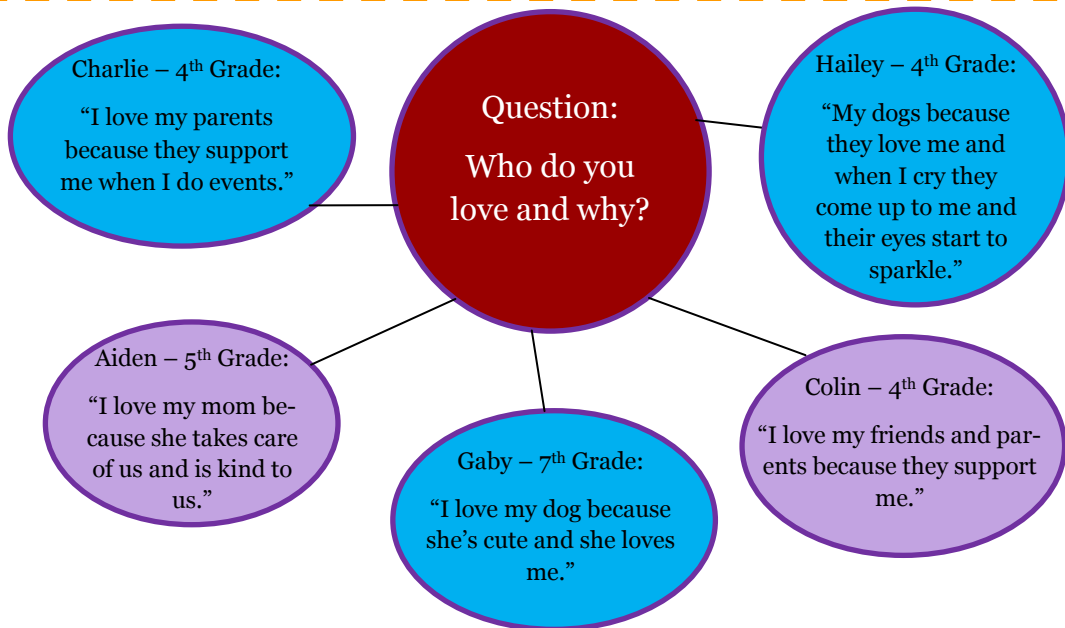 Question:
Who do you
love and why?
Charlie – 4th Grade:
“I love my parents
because they support
me when I do events.”
Hailey – 4th Grade:
“My dogs because
they love me and
when I cry they
come up to me and
their eyes start to
sparkle.”
Aiden – 5th Grade:
“I love my mom be-
cause she takes care
of us and is kind to
us.”
Gaby – 7th Grade:
“I love my dog because
she’s cute and she loves
me.”
Colin – 4th Grade:
“I love my friends and par-
ents because they support
me.”